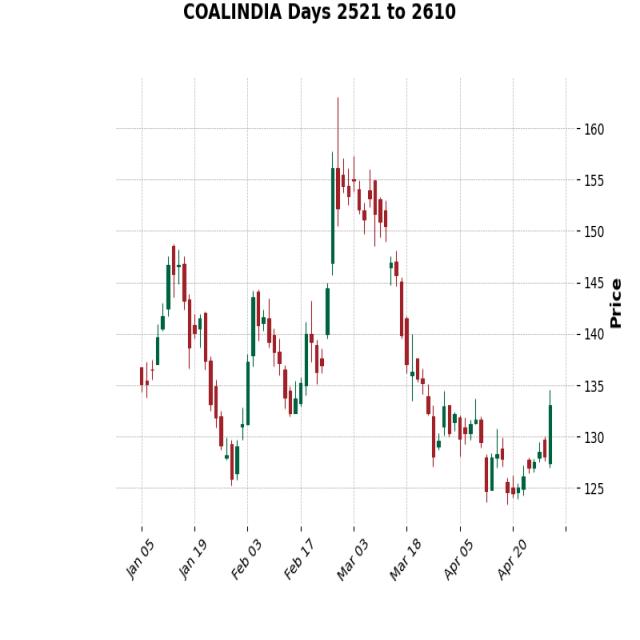 COALINDIA Days 2521 to 2610
160
155
150
145
140
135
130
125
Price
Jan 05
Jan 19
Feb 03
Feb 17
Mar 03
Mar 18
Apr 05
Apr 20